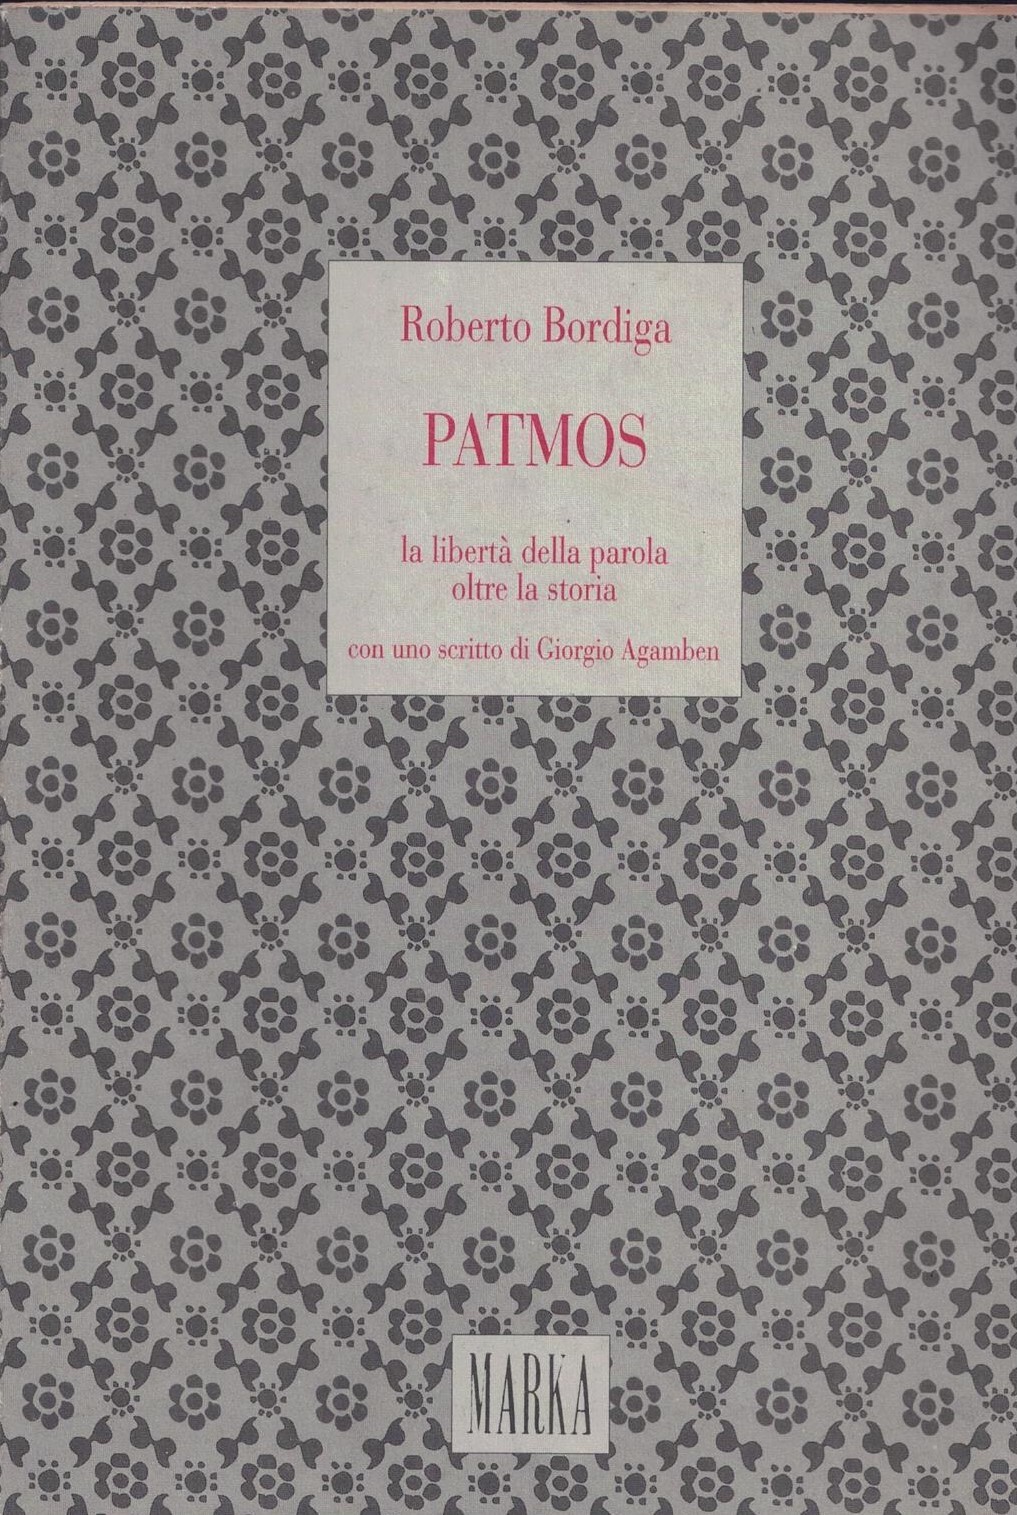 Roberto Bordiga
PATMOS
la libertà della parola
oltre la storia
con uno scritto di Giorgio Agamben
MARKA